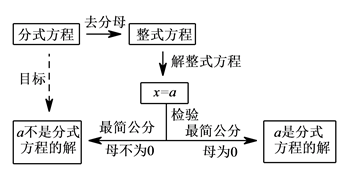 分式方程
去分母
整式方程
解整式方程
目标
x=a
检验
a不是分式
方程的解
最简公分
母不为0
最简公分
母为0
a是分式
方程的解